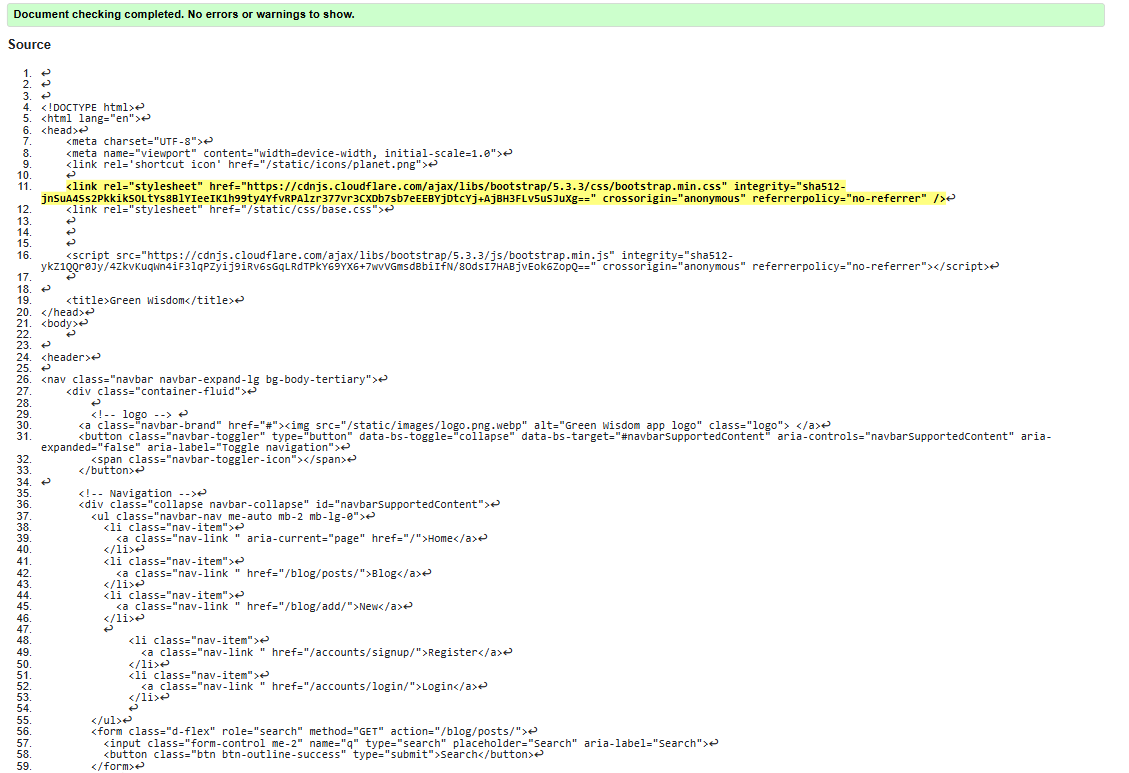 Document checking completed. No errors or warnings to show.
Source
1. ↩
2. ↩
3. ↩
4. <!DOCTYPE html>↩
5. <html lang="en">↩
6. <head>↩
7. <meta charset="UTF-8">↩
8. <meta name="viewport" content="width=device-width, initial-scale=1.0">↩
9. <link rel='shortcut icon' href="/static/icons/planet.png">↩
10. ↩
11. <link rel="stylesheet" href="https://cdnjs.cloudflare.com/ajax/libs/bootstrap/5.3.3/css/bootstrap.min.css" integrity="sha512-
jnSuA4Ss2PkkikSOLtYs8BlYIeeIK1h99ty4YfvRPAlzr377vr3CXDb7sb7eEEBYjDtcYj+AjBH3FLv5uSJuXg==" crossorigin="anonymous" referrerpolicy="no-referrer" />↩
12. <link rel="stylesheet" href="/static/css/base.css">↩
13. ↩
14. ↩
15. ↩
16. <script src="https://cdnjs.cloudflare.com/ajax/libs/bootstrap/5.3.3/js/bootstrap.min.js" integrity="sha512-
ykZ1QQr0Jy/4ZkvKuqWn4iF3lqPZyij9iRv6sGqLRdTPkY69YX6+7wvVGmsdBbiIfN/8OdsI7HABjvEok6ZopQ==" crossorigin="anonymous" referrerpolicy="no-referrer"></script>↩
17. ↩
18. ↩
19. <title>Green Wisdom</title>↩
20. </head>↩
21. <body>↩
22. ↩
23. ↩
24. <header>↩
25. ↩
26. <nav class="navbar navbar-expand-lg bg-body-tertiary">↩
27. <div class="container-fluid">↩
28. ↩
29. <!-- logo --> ↩
30. <a class="navbar-brand" href="#"><img src="/static/images/logo.png.webp" alt="Green Wisdom app logo" class="logo"> </a>↩
31. <button class="navbar-toggler" type="button" data-bs-toggle="collapse" data-bs-target="#navbarSupportedContent" aria-controls="navbarSupportedContent" aria-
expanded="false" aria-label="Toggle navigation">↩
32. <span class="navbar-toggler-icon"></span>↩
33. </button>↩
34. ↩
35. <!-- Navigation -->↩
36. <div class="collapse navbar-collapse" id="navbarSupportedContent">↩
37. <ul class="navbar-nav me-auto mb-2 mb-lg-0">↩
38. <li class="nav-item">↩
39. <a class="nav-link " aria-current="page" href="/">Home</a>↩
40. </li>↩
41. <li class="nav-item">↩
42. <a class="nav-link " href="/blog/posts/">Blog</a>↩
43. </li>↩
44. <li class="nav-item">↩
45. <a class="nav-link " href="/blog/add/">New</a>↩
46. </li>↩
47. ↩
48. <li class="nav-item">↩
49. <a class="nav-link " href="/accounts/signup/">Register</a>↩
50. </li>↩
51. <li class="nav-item">↩
52. <a class="nav-link " href="/accounts/login/">Login</a>↩
53. </li>↩
54. ↩
55. </ul>↩
56. <form class="d-flex" role="search" method="GET" action="/blog/posts/">↩
57. <input class="form-control me-2" name="q" type="search" placeholder="Search" aria-label="Search">↩
58. <button class="btn btn-outline-success" type="submit">Search</button>↩
59. </form>↩